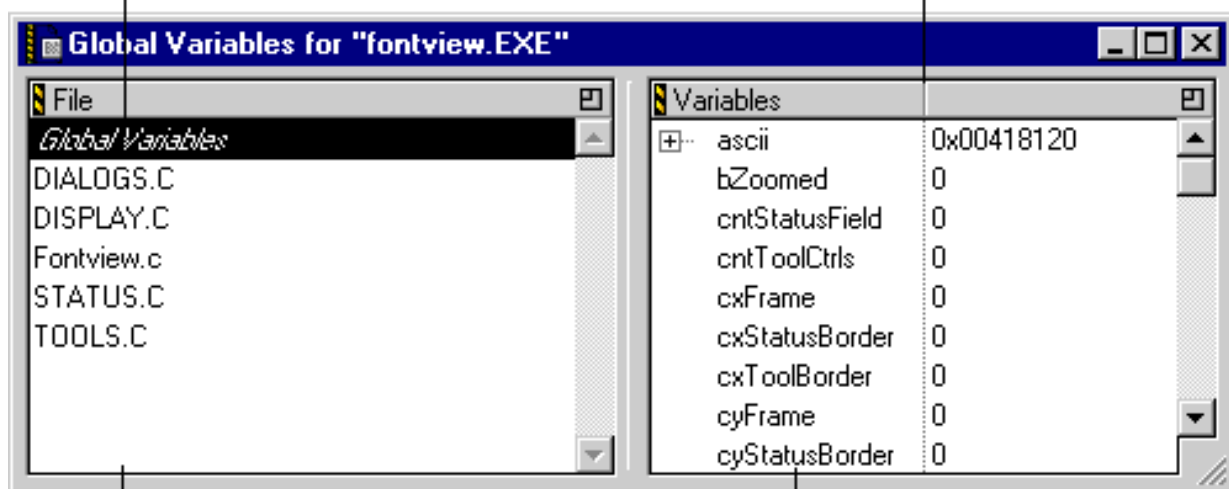 Global Variables for "fontview.EXE"
File
Global Variables
DIALOGS.C
DISPLAY.C
Fontview.c
STATUS.C
TOOLS.C
Variables
ascii 0x00418120
bZoomed 0
cntStatusField 0
cntToolCtrls 0
cxFrame 0
cxStatusBorder 0
cxToolBorder 0
cyFrame 0
cyStatusBorder 0